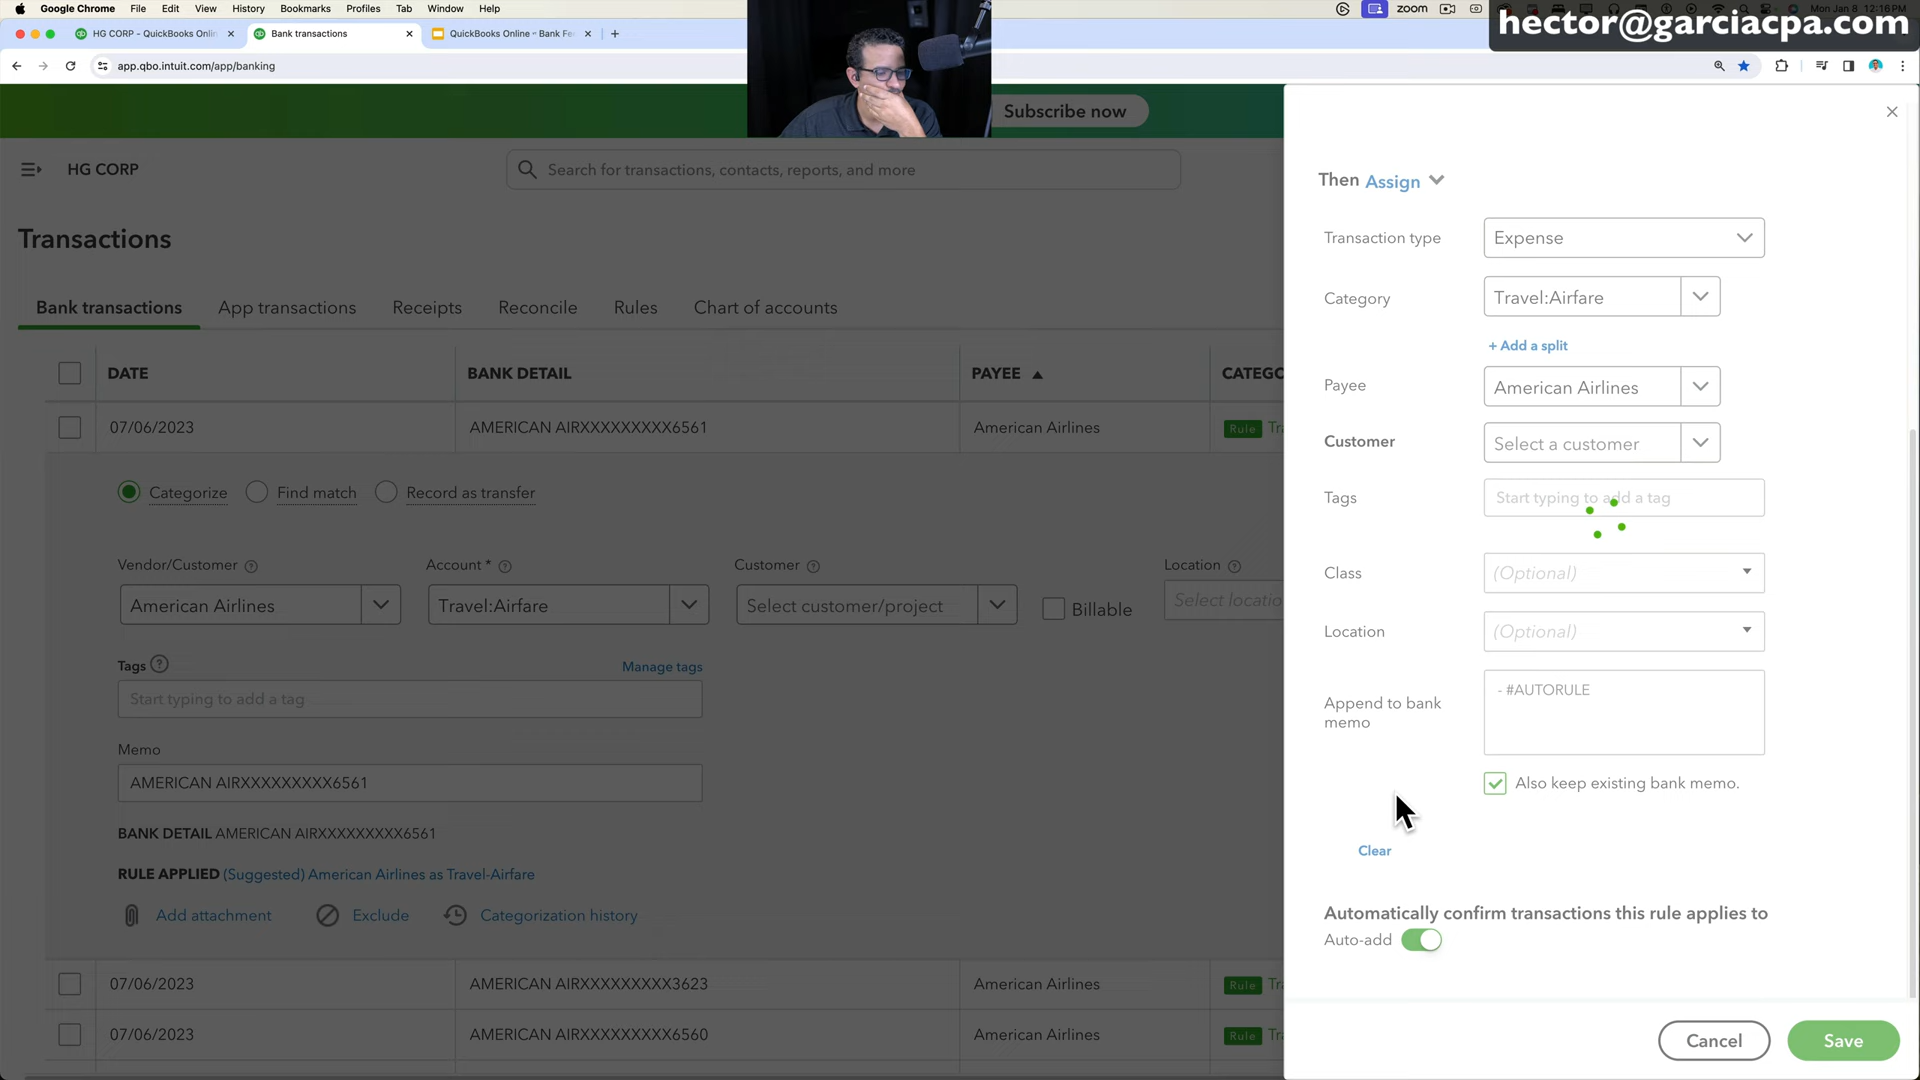 Google Chrome File Edit View History Bookmarks Profiles Tab Window Help
zoom
Mon Jan 8 12:16 PM
hector@garciacpa.com
HG CORP - QuickBooks Onlin
Bank transactions
QuickBooks Online - Bank Fe
app.qbo.intuit.com/app/banking
Subscribe now
HG CORP
Search for transactions, contacts, reports, and more
Transactions
Bank transactions App transactions Receipts Reconcile Rules Chart of accounts
DATE BANK DETAIL PAYEE CATEGO
07/06/2023 AMERICAN AIRXXXXXXXXX6561 American Airlines Rule
Categorize Find match Record as transfer
Vendor/Customer Account * Customer Location
American Airlines Travel:Airfare Select customer/project Billable Select locatio
Tags Manage tags
Start typing to add a tag
Memo
AMERICAN AIRXXXXXXXXX6561
BANK DETAIL AMERICAN AIRXXXXXXXXX6561
RULE APPLIED (Suggested) American Airlines as Travel-Airfare
Add attachment Exclude Categorization history
07/06/2023 AMERICAN AIRXXXXXXXXX3623 American Airlines Rule
07/06/2023 AMERICAN AIRXXXXXXXXX6560 American Airlines Rule
Then Assign
Transaction type Expense
Category Travel:Airfare
+ Add a split
Payee American Airlines
Customer Select a customer
Tags Start typing to add a tag
Class (Optional)
Location (Optional)
Append to bank memo - #AUTORULE
Also keep existing bank memo.
Clear
Automatically confirm transactions this rule applies to
Auto-add
Cancel Save